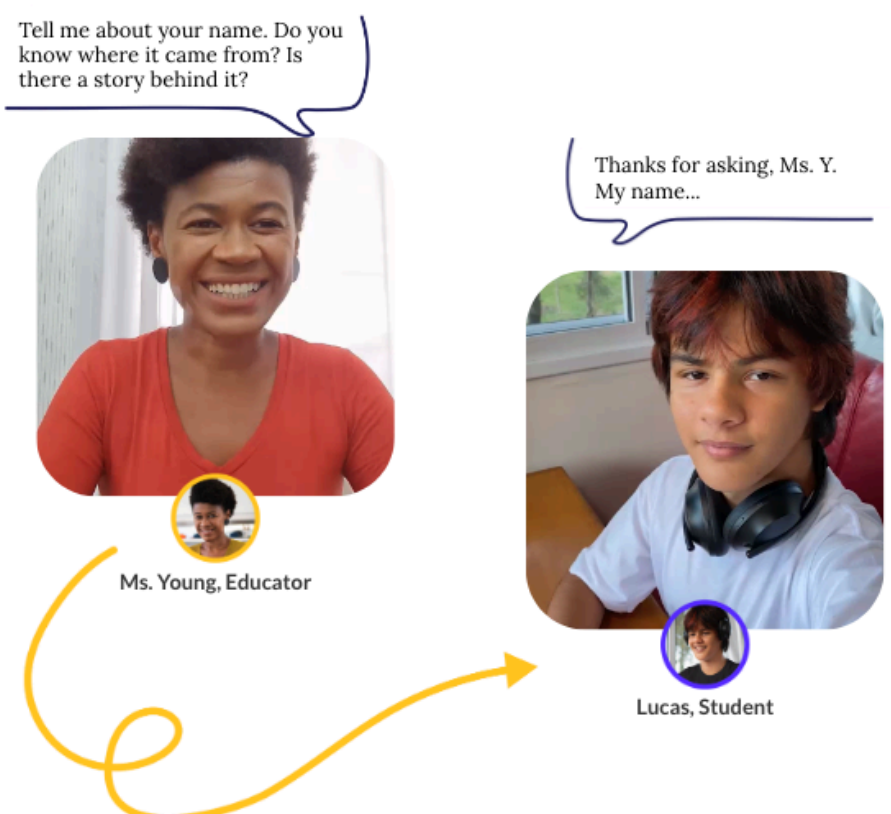 Tell me about your name. Do you
know where it came from? Is
there a story behind it?
Thanks for asking, Ms. Y.
My name...
Ms. Young, Educator
Lucas, Student